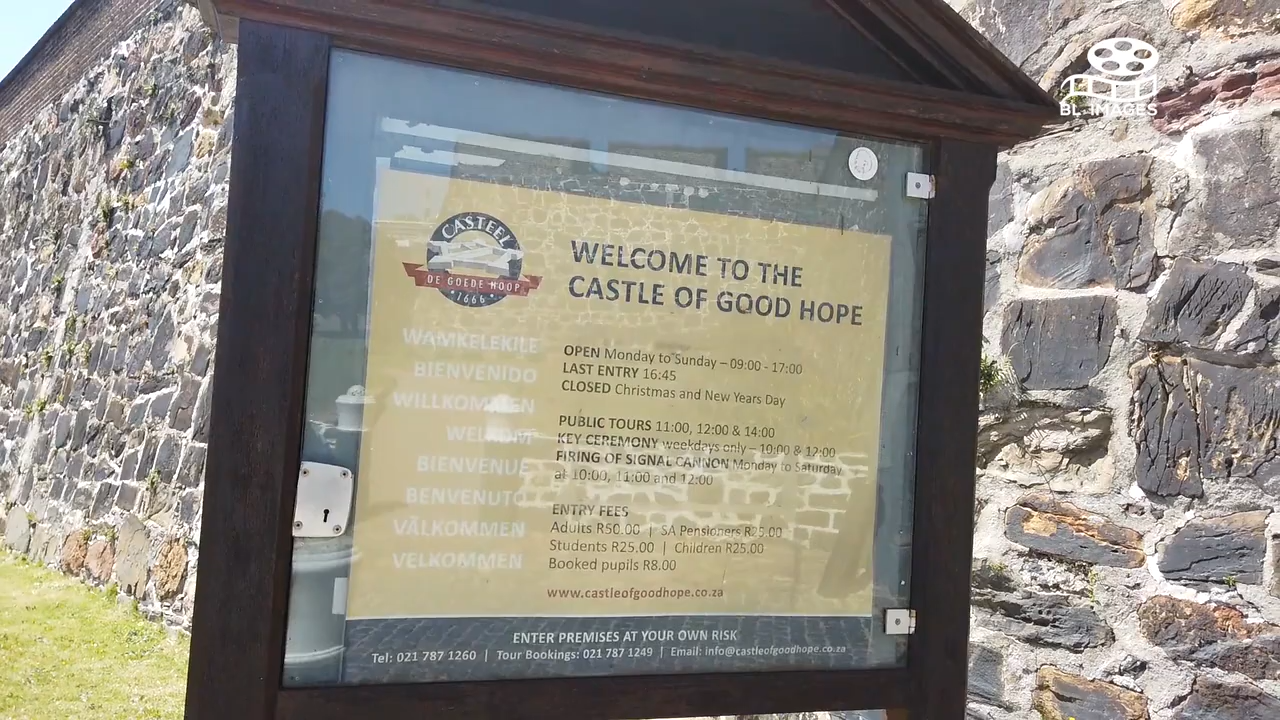 BL-IMAGES
CASTEEL
DE GOEDE HOOP
1666
WELCOME TO THE
CASTLE OF GOOD HOPE
WAMKELEKILE
BIENVENIDO
WILLKOMMEN
WELKOM
BIENVENUE
BENVENUTO
VÄLKOMMEN
VELKOMMEN
OPEN Monday to Sunday – 09:00 - 17:00
LAST ENTRY 16:45
CLOSED Christmas and New Years Day
PUBLIC TOURS 11:00, 12:00 & 14:00
KEY CEREMONY weekdays only – 10:00 & 12:00
FIRING OF SIGNAL CANNON Monday to Saturday
at 10:00, 11:00 and 12:00
ENTRY FEES
Adults R50.00 | SA Pensioners R25.00
Students R25.00 | Children R25.00
Booked pupils R8.00
www.castleofgoodhope.co.za
ENTER PREMISES AT YOUR OWN RISK
Tel: 021 787 1260 | Tour Bookings: 021 787 1249 | Email: info@castleofgoodhope.co.za